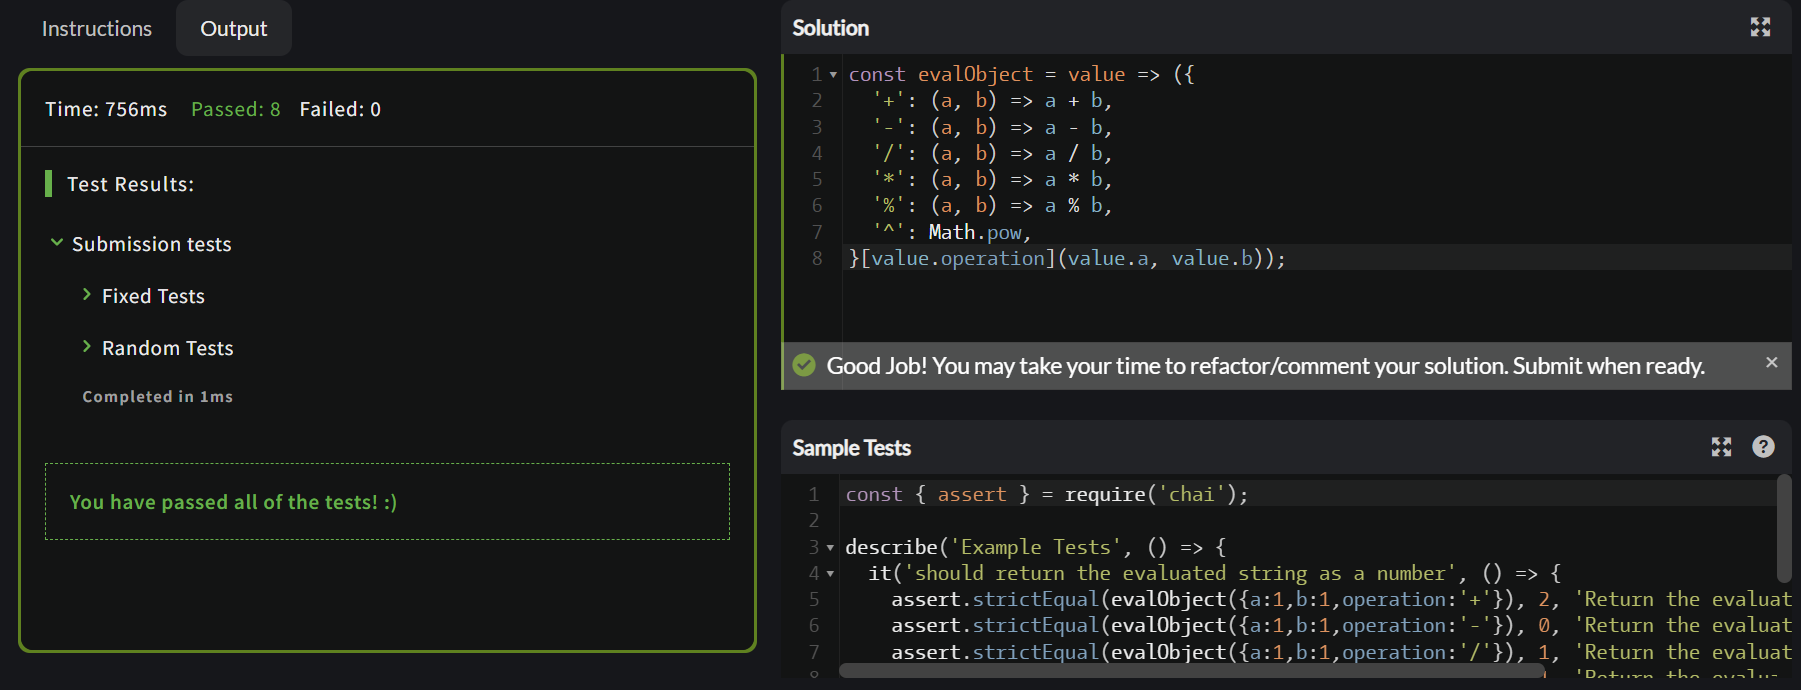 Instructions
Output
Time: 756ms Passed: 8 Failed: 0
Test Results:
Submission tests
Fixed Tests
Random Tests
Completed in 1ms
You have passed all of the tests! :)
Solution
1 const evalObject = value => ({
2 '+': (a, b) => a + b,
3 '-': (a, b) => a - b,
4 '/': (a, b) => a / b,
5 '*': (a, b) => a * b,
6 '%': (a, b) => a % b,
7 '^': Math.pow,
8 }[value.operation](value.a, value.b));
Good Job! You may take your time to refactor/comment your solution. Submit when ready.
Sample Tests
1 const { assert } = require('chai');
2
3 describe('Example Tests', () => {
4 it('should return the evaluated string as a number', () => {
5 assert.strictEqual(evalObject({a:1,b:1,operation:'+'}), 2, 'Return the evaluat
6 assert.strictEqual(evalObject({a:1,b:1,operation:'-'}), 0, 'Return the evaluat
7 assert.strictEqual(evalObject({a:1,b:1,operation:'/'}), 1, 'Return the evaluat
8 'Return the